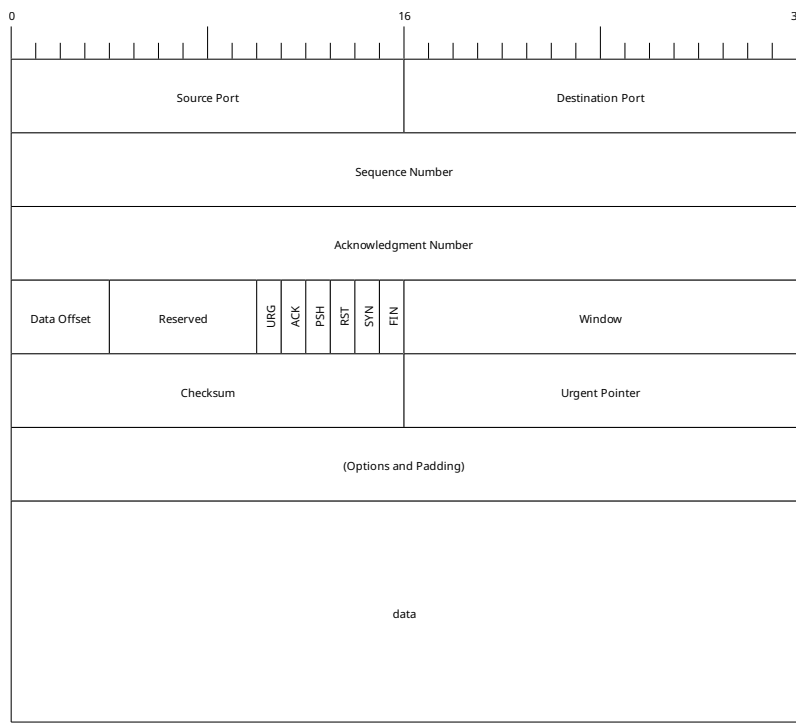 0 16 3
Source Port Destination Port
Sequence Number
Acknowledgment Number
Data Offset Reserved URG ACK PSH RST SYN FIN Window
Checksum Urgent Pointer
(Options and Padding)
data